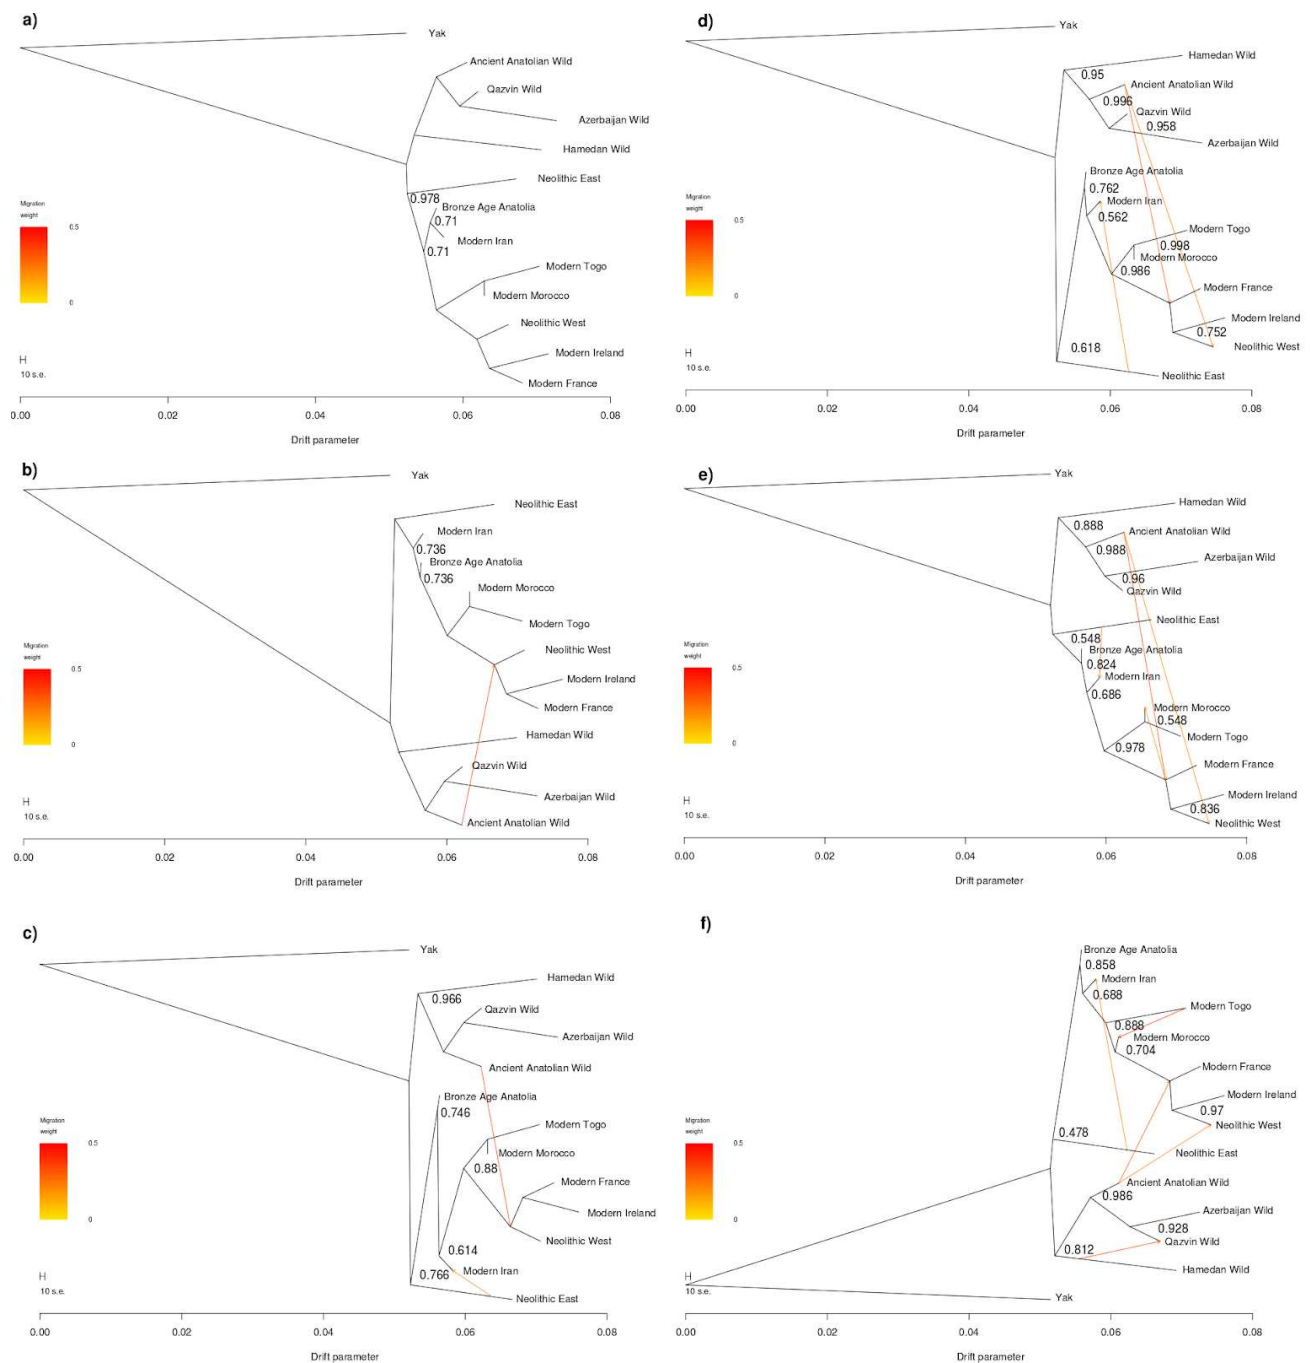 a)
Yak
Ancient Anatolian Wild
Qazvin Wild
Azerbaijan Wild
Hamedan Wild
Neolithic East
0.978
Bronze Age Anatolia
0.71
Modern Iran
0.71
Modern Togo
Modern Morocco
Neolithic West
Modern Ireland
Modern France
Migration
weight
0.5
0
H
10 s.e.
0.00 0.02 0.04 0.06 0.08
Drift parameter
b)
Yak
Neolithic East
Modern Iran
0.736
Bronze Age Anatolia
0.736
Modern Morocco
Modern Togo
Neolithic West
Modern Ireland
Modern France
Hamedan Wild
Qazvin Wild
Azerbaijan Wild
Ancient Anatolian Wild
Migration
weight
0.5
0
H
10 s.e.
0.00 0.02 0.04 0.06 0.08
Drift parameter
c)
Yak
Hamedan Wild
0.966
Qazvin Wild
Azerbaijan Wild
Ancient Anatolian Wild
Bronze Age Anatolia
0.746
Modern Togo
Modern Morocco
0.88
Modern France
Modern Ireland
Neolithic West
0.614
Modern Iran
0.766
Neolithic East
Migration
weight
0.5
0
H
10 s.e.
0.00 0.02 0.04 0.06 0.08
Drift parameter
d)
Yak
Hamedan Wild
0.95
Ancient Anatolian Wild
0.996
Qazvin Wild
0.958
Azerbaijan Wild
Bronze Age Anatolia
0.762
Modern Iran
0.562
Modern Togo
0.998
Modern Morocco
0.986
Modern France
Modern Ireland
0.752
Neolithic West
0.618
Neolithic East
Migration
weight
0.5
0
H
10 s.e.
0.00 0.02 0.04 0.06 0.08
Drift parameter
e)
Yak
Hamedan Wild
0.888
Ancient Anatolian Wild
0.988
Azerbaijan Wild
0.96
Qazvin Wild
Neolithic East
0.548
Bronze Age Anatolia
0.824
Modern Iran
0.686
Modern Morocco
0.548
Modern Togo
0.978
Modern France
Modern Ireland
0.836
Neolithic West
Migration
weight
0.5
0
H
10 s.e.
0.00 0.02 0.04 0.06 0.08
Drift parameter
f)
Bronze Age Anatolia
0.858
Modern Iran
0.688
Modern Togo
0.888
Modern Morocco
0.704
Modern France
Modern Ireland
0.97
Neolithic West
0.478
Neolithic East
Ancient Anatolian Wild
0.986
Azerbaijan Wild
0.928
Qazvin Wild
0.812
Hamedan Wild
Yak
Migration
weight
0.5
0
H
10 s.e.
0.00 0.02 0.04 0.06 0.08
Drift parameter